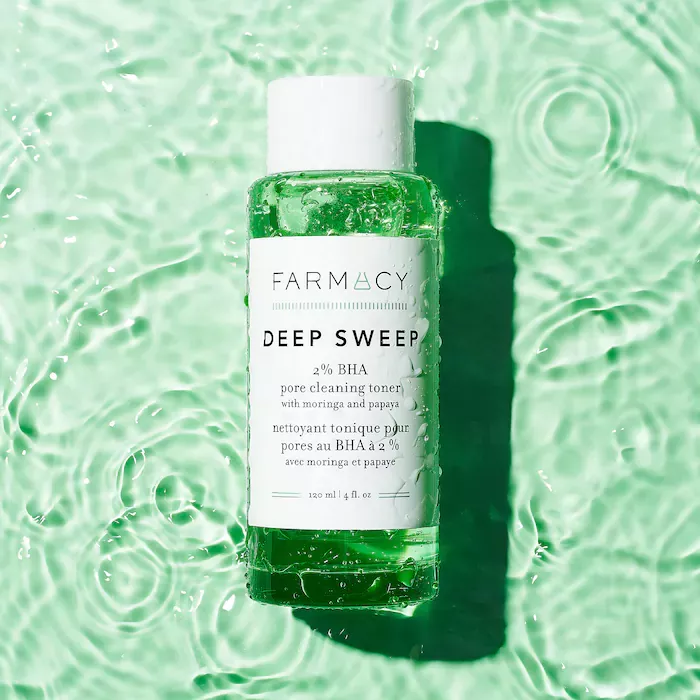 FARMACY
DEEP SWEEP
2% BHA
pore cleaning toner
with moringa and papaya
nettoyant tonique pour
pores au BHA à 2 %
avec moringa et papaye
120 ml | 4 fl. oz